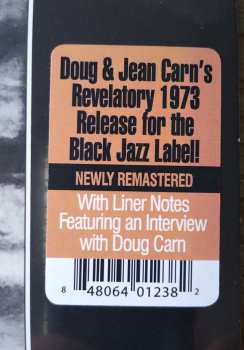 Doug & Jean Carn's
Revelatory 1973
Release for the
Black Jazz Label!
NEWLY REMASTERED
With Liner Notes
Featuring an Interview
with Doug Carn
8 48064 01238 2